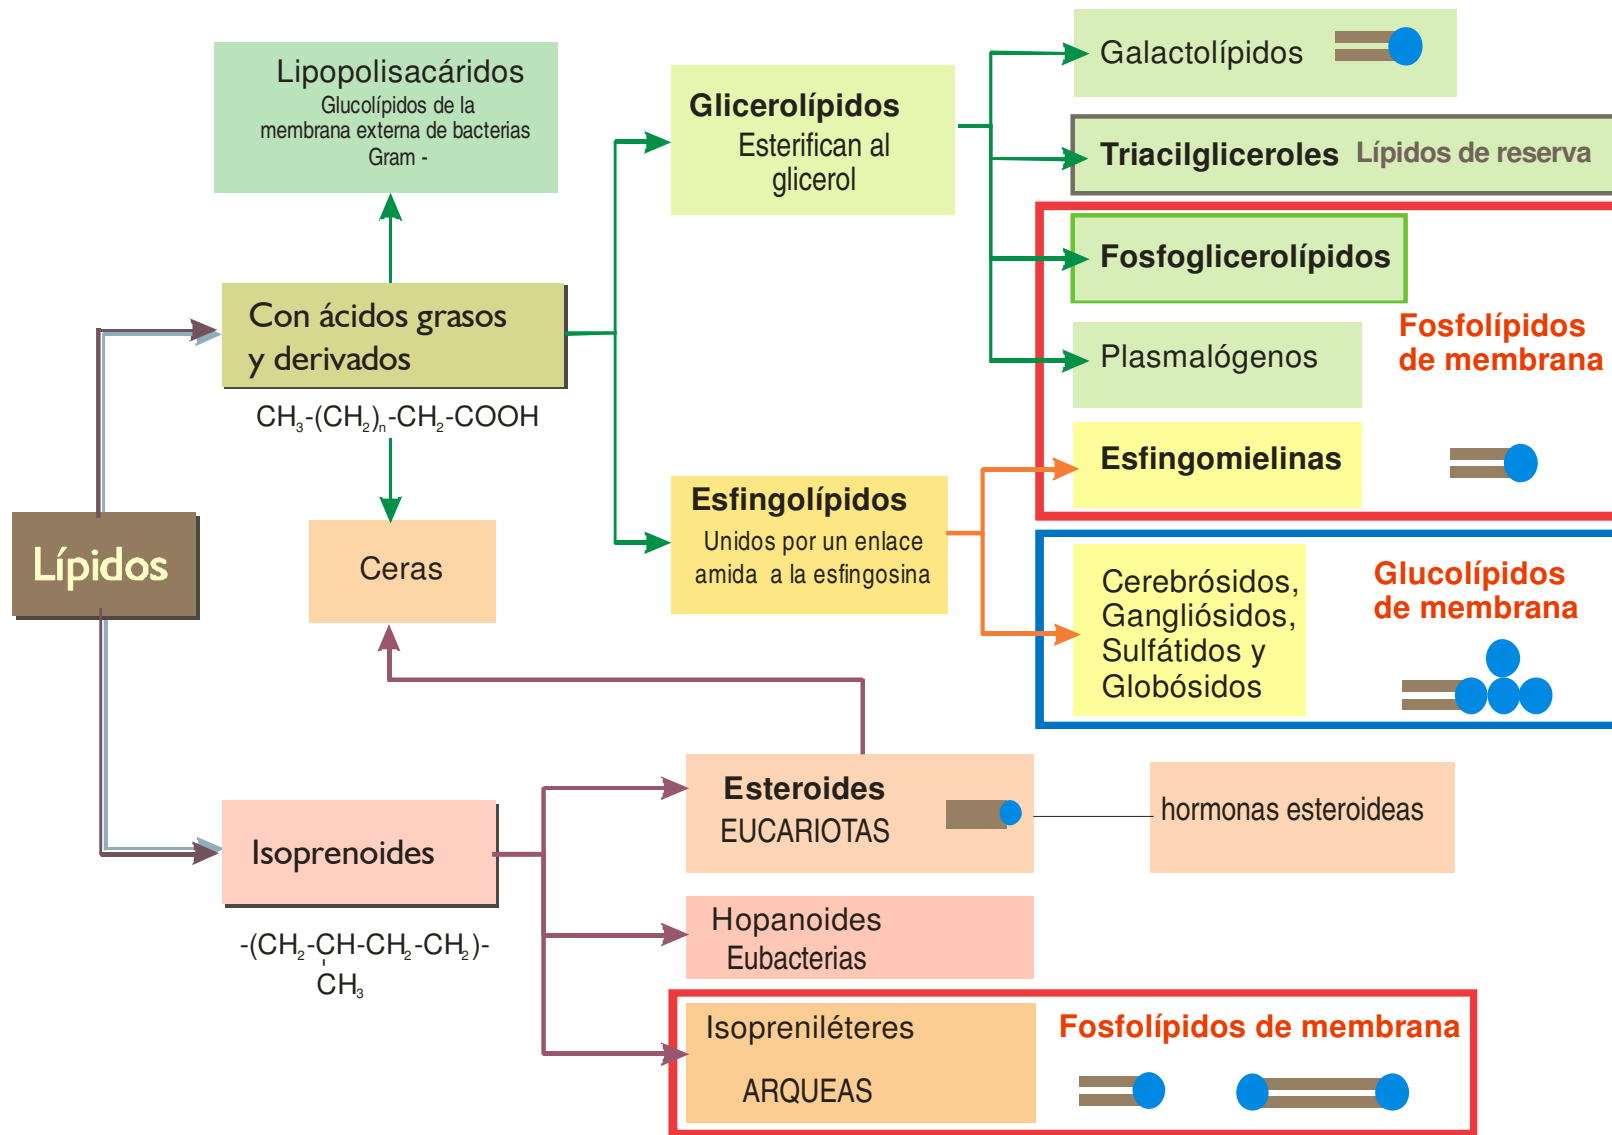 Lipopolisacáridos
Glucolípidos de la
membrana externa de bacterias
Gram -
Glicerolípidos
Esterifican al
glicerol
Galactolípidos
Triacilgliceroles Lípidos de reserva
Fosfoglicerolípidos
Fosfolípidos
de membrana
Plasmalógenos
Esfingomielinas
Con ácidos grasos
y derivados
CH₃-(CH₂)ₙ-CH₂-COOH
Esfingolípidos
Unidos por un enlace
amida a la esfingosina
Cerebrósidos,
Gangliósidos,
Sulfátidos y
Globósidos
Glucolípidos
de membrana
Lípidos
Ceras
Isoprenoides
-(CH₂-CH-CH₂-CH₂)-
CH₃
Esteroides
EUCARIOTAS
hormonas esteroideas
Hopanoides
Eubacterias
Isopreniléteres
ARQUEAS
Fosfolípidos de membrana